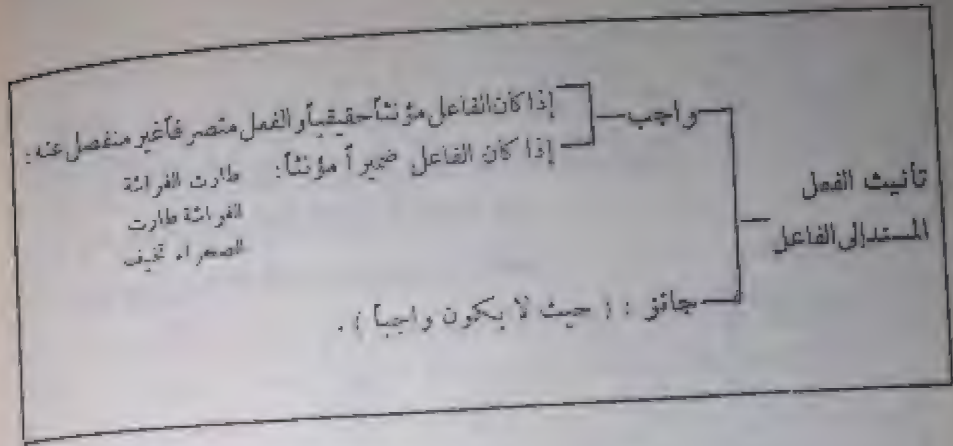 تأنيث الفعل
المسند إلى الفاعل
واجب
إذا كان الفاعل مؤنثاً حقيقياً والفعل متصرفاً غير منفصل عنه :
إذا كان الفاعل ضميراً مؤنثاً :
طارت الفراشة
الفراشة طارت
الصحراء تخيف
جائز : ( حيث لا يكون واجباً ) .